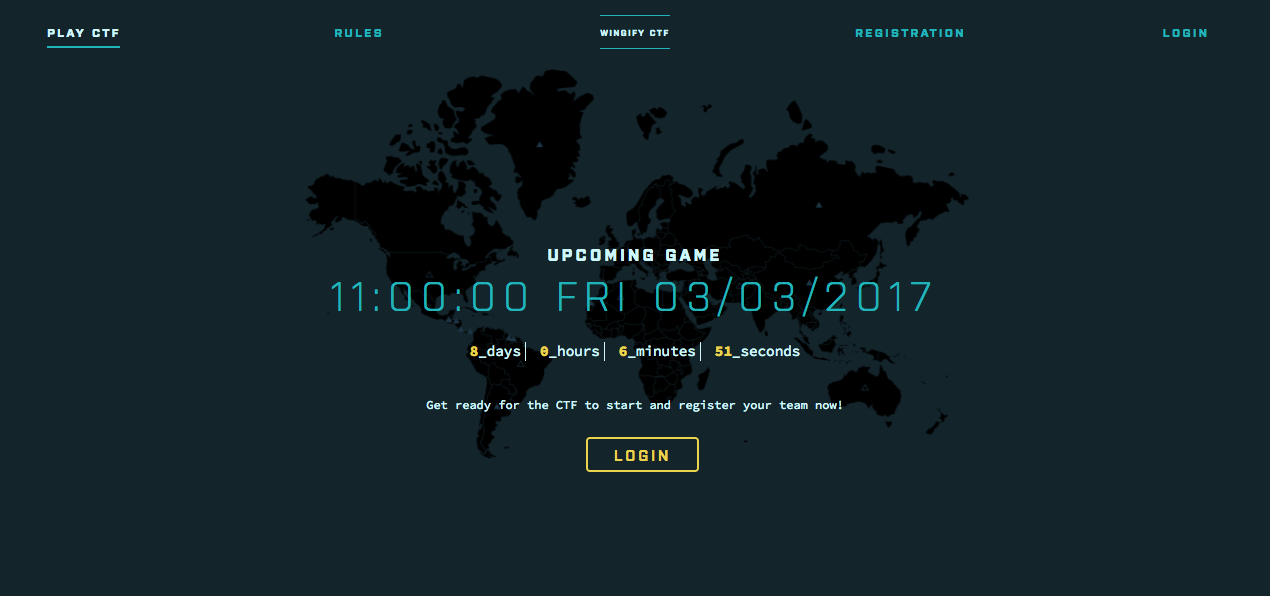 PLAY CTF RULES WINGIFY CTF REGISTRATION LOGIN
UPCOMING GAME
11:00:00 FRI 03/03/2017
8_days| 0_hours| 6_minutes| 51_seconds
Get ready for the CTF to start and register your team now!
LOGIN